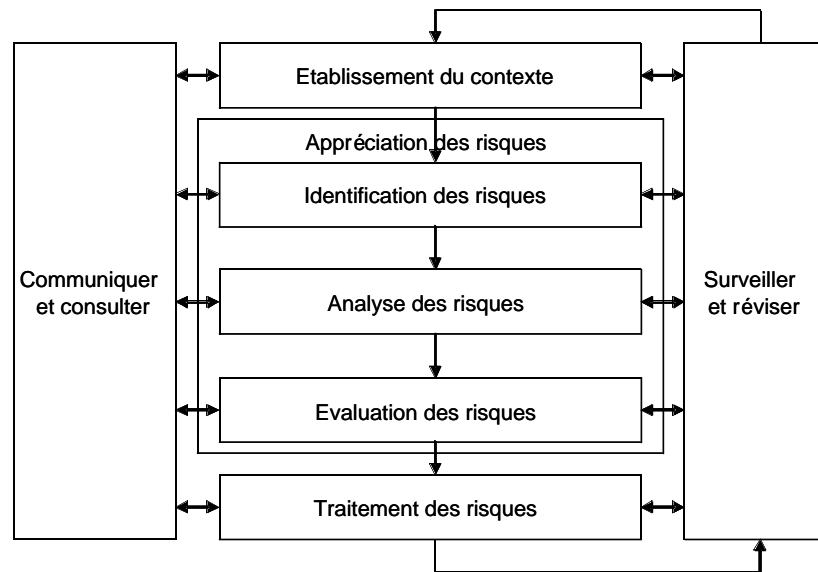 Etablissement du contexte
Appréciation des risques
Identification des risques
Communiquer
et consulter
Surveiller
et réviser
Analyse des risques
Evaluation des risques
Traitement des risques